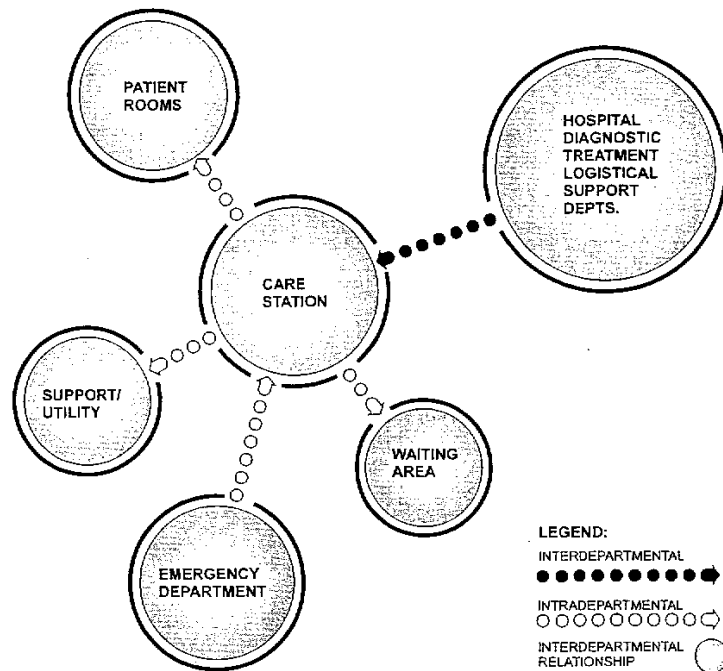 PATIENT
ROOMS
HOSPITAL
DIAGNOSTIC
TREATMENT
LOGISTICAL
SUPPORT
DEPTS.
CARE
STATION
SUPPORT/
UTILITY
WAITING
AREA
EMERGENCY
DEPARTMENT
LEGEND:
INTERDEPARTMENTAL
INTRADEPARTMENTAL
INTERDEPARTMENTAL
RELATIONSHIP